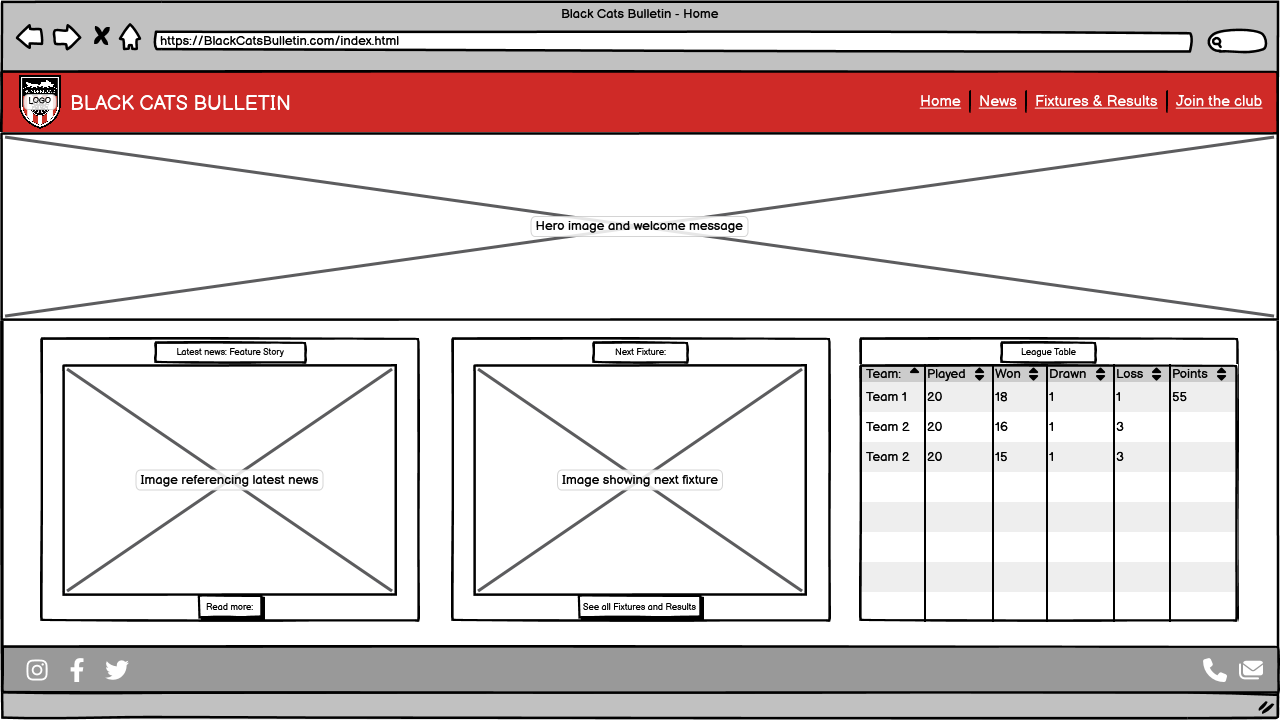 Black Cats Bulletin - Home
https://BlackCatsBulletin.com/index.html
LOGO
BLACK CATS BULLETIN
Home News Fixtures & Results Join the club
Hero image and welcome message
Latest news: Feature Story
Image referencing latest news
Read more:
Next Fixture:
Image showing next fixture
See all Fixtures and Results
League Table
Team: Played Won Drawn Loss Points
Team 1 20 18 1 1 55
Team 2 20 16 1 3
Team 2 20 15 1 3